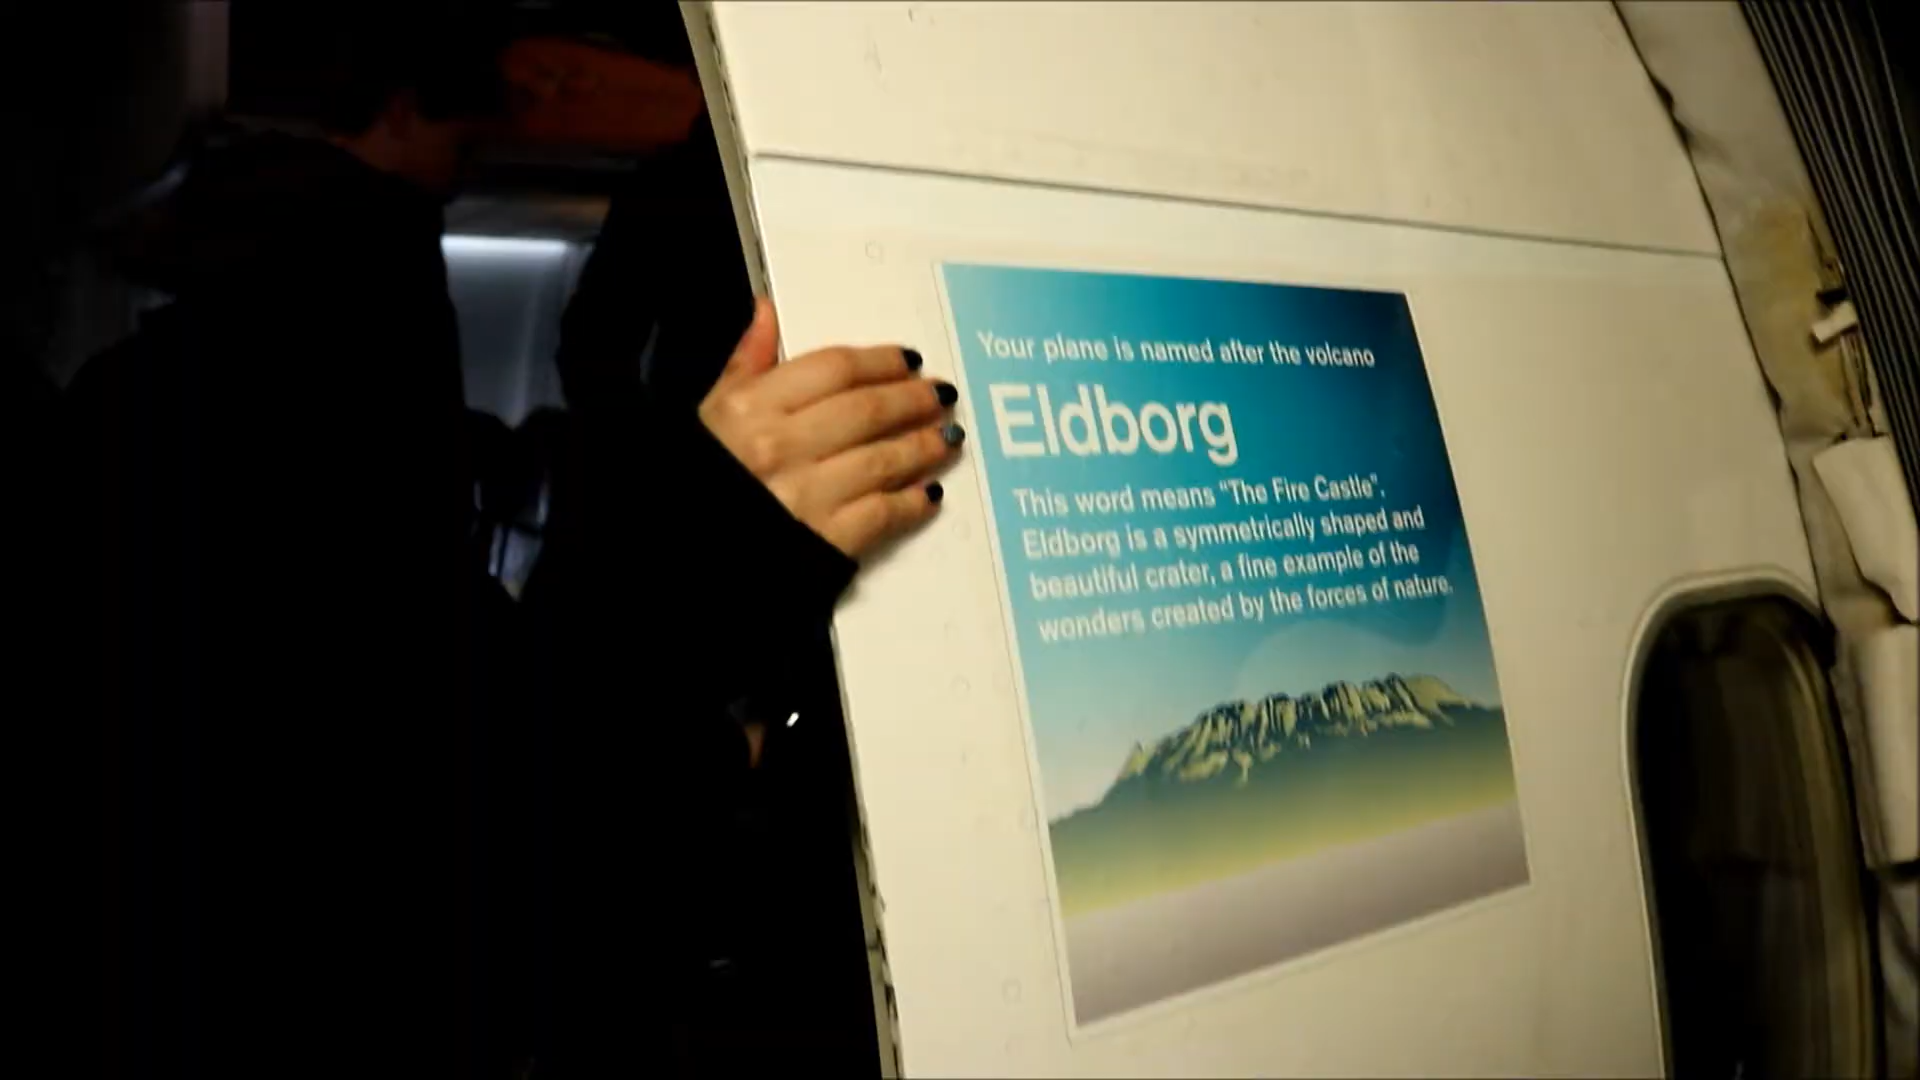 Your plane is named after the volcano
Eldborg
This word means "The Fire Castle".
Eldborg is a symmetrically shaped and
beautiful crater, a fine example of the
wonders created by the forces of nature.